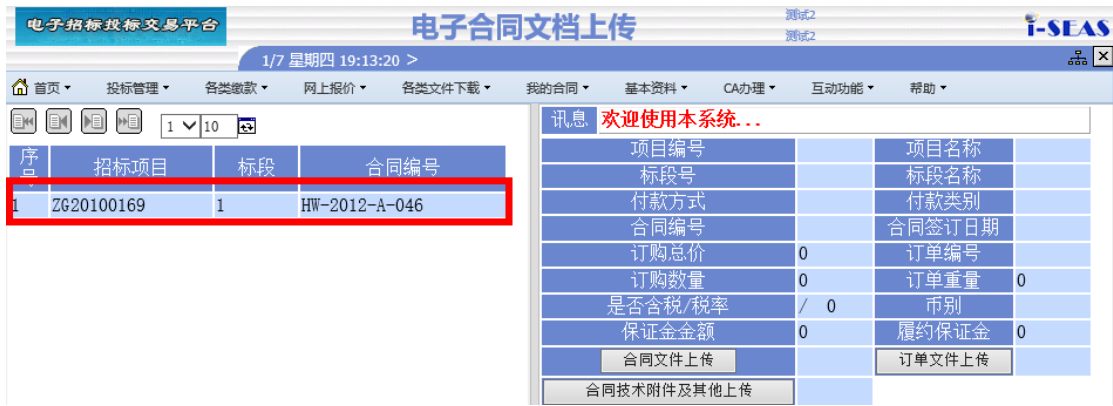 电子招标投标交易平台
电子合同文档上传
测试2
测试2
i-SEAS
1/7 星期四 19:13:20 >
首页 投标管理 各类缴款 网上报价 各类文件下载 我的合同 基本资料 CA办理 互动功能 帮助
1 10
讯息 欢迎使用本系统...
序号 招标项目 标段 合同编号
1 ZG20100169 1 HW-2012-A-046
项目编号 项目名称
标段号 标段名称
付款方式 付款类别
合同编号 合同签订日期
订购总价 0 订单编号
订购数量 0 订单重量 0
是否含税/税率 / 0 币别
保证金金额 0 履约保证金 0
合同文件上传 订单文件上传
合同技术附件及其他上传